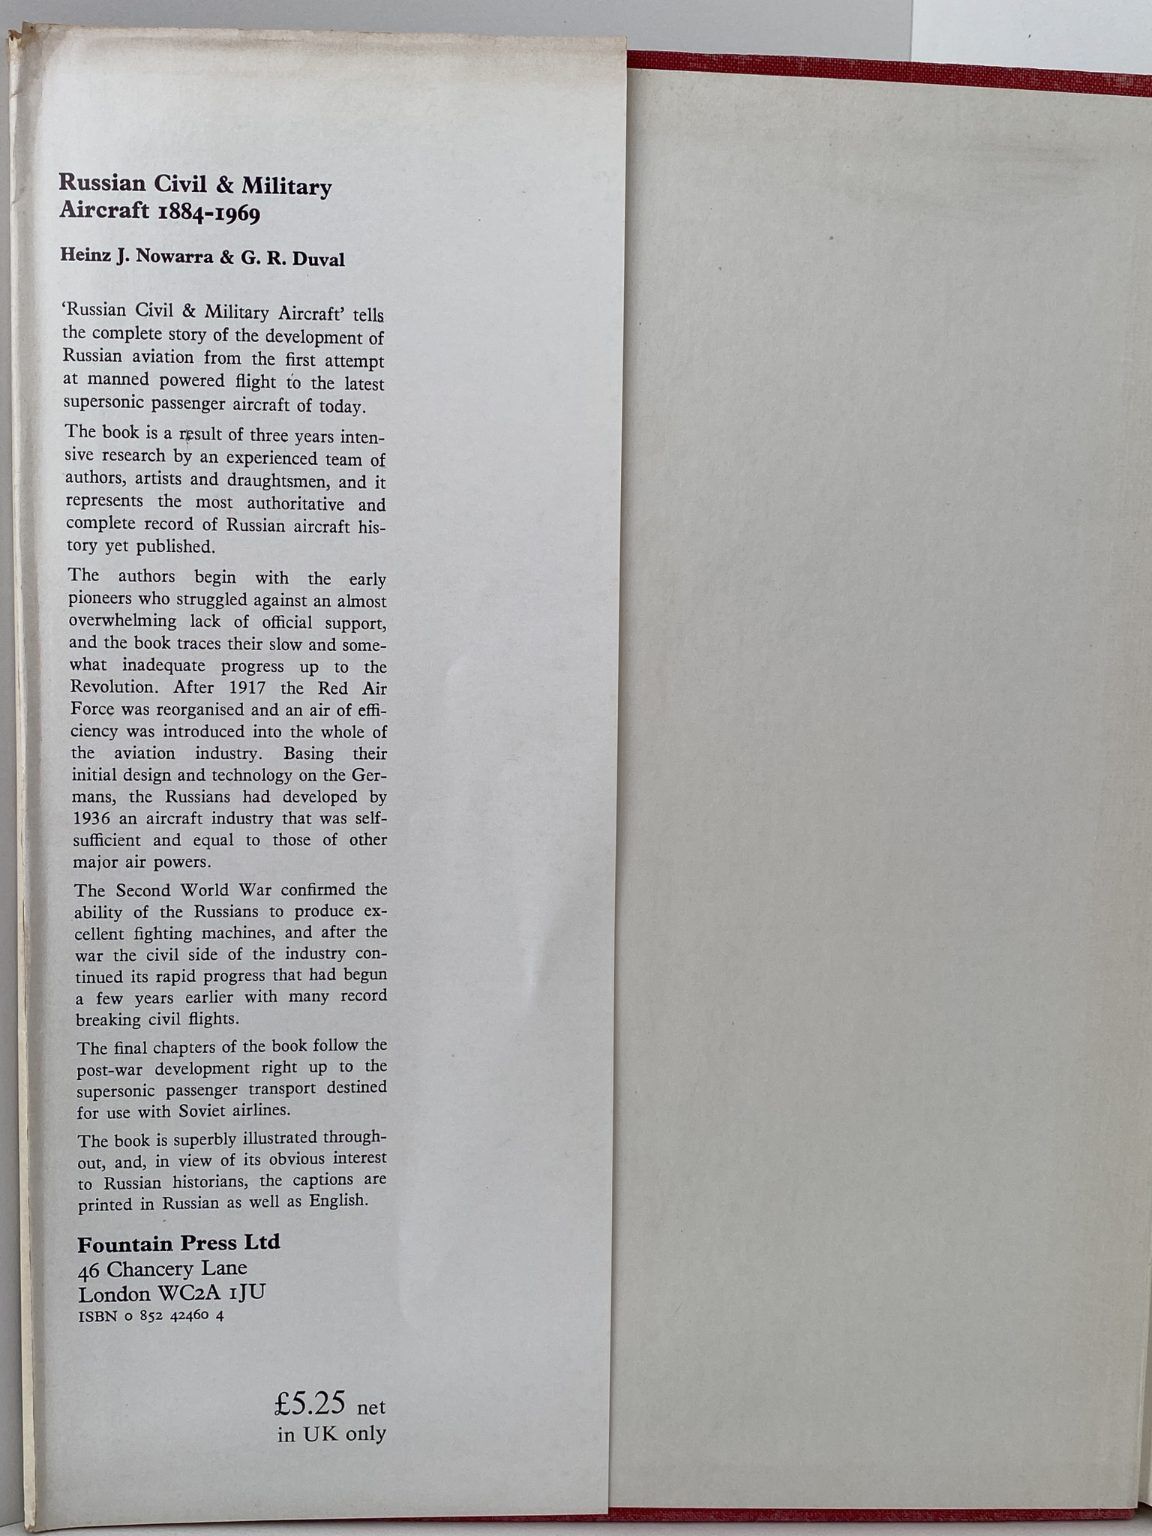 Russian Civil & Military
Aircraft 1884-1969
Heinz J. Nowarra & G. R. Duval
‘Russian Civil & Military Aircraft’ tells
the complete story of the development of
Russian aviation from the first attempt
at manned powered flight to the latest
supersonic passenger aircraft of today.
The book is a result of three years inten-
sive research by an experienced team of
authors, artists and draughtsmen, and it
represents the most authoritative and
complete record of Russian aircraft his-
tory yet published.
The authors begin with the early
pioneers who struggled against an almost
overwhelming lack of official support,
and the book traces their slow and some-
what inadequate progress up to the
Revolution. After 1917 the Red Air
Force was reorganised and an air of effi-
ciency was introduced into the whole of
the aviation industry. Basing their
initial design and technology on the Ger-
mans, the Russians had developed by
1936 an aircraft industry that was self-
sufficient and equal to those of other
major air powers.
The Second World War confirmed the
ability of the Russians to produce ex-
cellent fighting machines, and after the
war the civil side of the industry con-
tinued its rapid progress that had begun
a few years earlier with many record
breaking civil flights.
The final chapters of the book follow the
post-war development right up to the
supersonic passenger transport destined
for use with Soviet airlines.
The book is superbly illustrated through-
out, and, in view of its obvious interest
to Russian historians, the captions are
printed in Russian as well as English.
Fountain Press Ltd
46 Chancery Lane
London WC2A 1JU
ISBN 0 852 42460 4
£5.25 net
in UK only